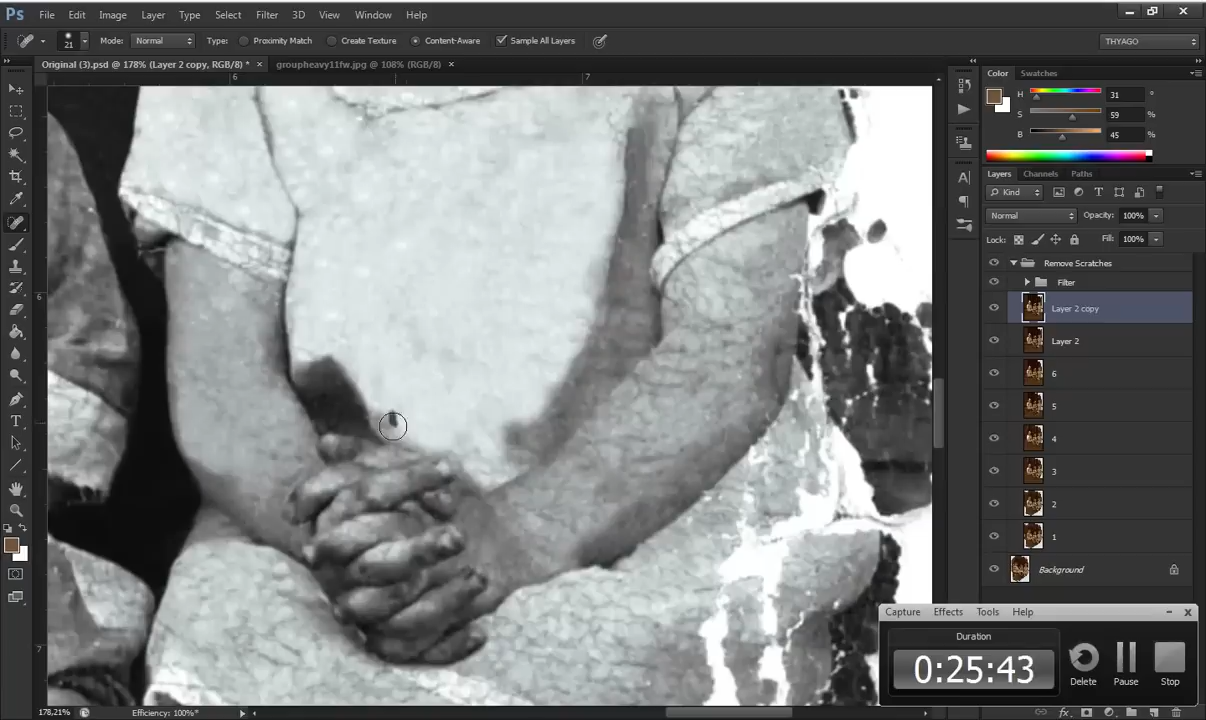 Ps File Edit Image Layer Type Select Filter 3D View Window Help
21 Mode: Normal Type: Proximity Match Create Texture Content-Aware Sample All Layers THYAGO
Original (3).psd @ 178% (Layer 2 copy, RGB/8) * × groupheavy11fw.jpg @ 108% (RGB/8) ×
6 7
6
7
Color Swatches
H 31 °
S 59 %
B 45 %
Layers Channels Paths
Kind
Normal Opacity: 100%
Lock: Fill: 100%
Remove Scratches
Filter
Layer 2 copy
Layer 2
6
5
4
3
2
1
Background
Capture Effects Tools Help
Duration
0:25:43
Delete Pause Stop
178,21% Efficiency: 100%*